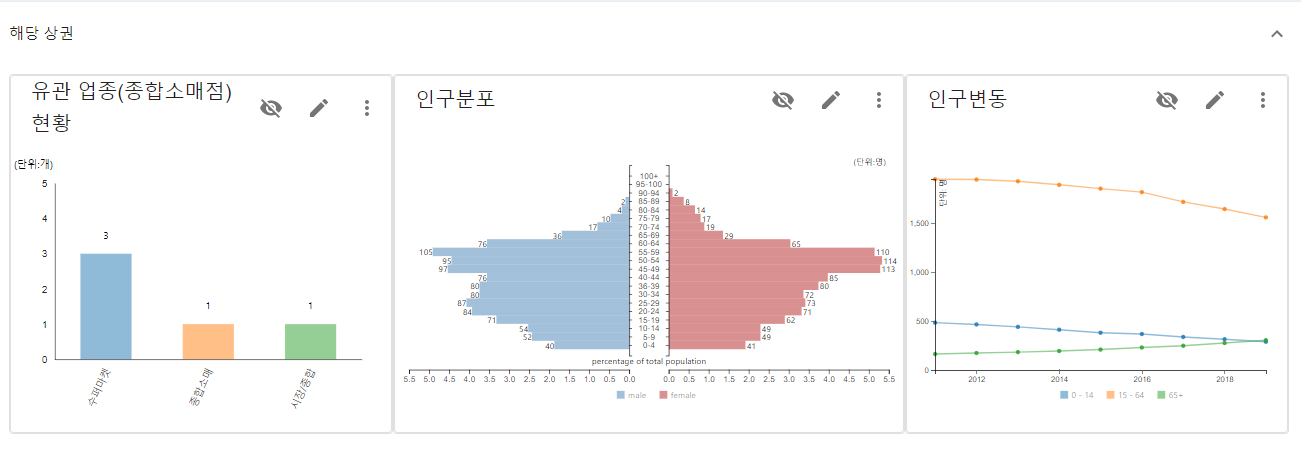 해당 상권
유관 업종(종합소매점)
현황
(단위:개)
5
4
3
2
1
0
3
1
1
수퍼마켓
종합소매
시장/종합
인구분포
(단위:명)
100+
95-100
90-94 2
2 85-89 8
4 80-84 14
10 75-79 17
17 70-74 19
36 65-69 29
76 60-64 65
105 55-59 110
95 50-54 114
97 45-49 113
76 40-44 85
80 36-39 80
80 30-34 72
87 25-29 73
84 20-24 71
71 15-19 62
54 10-14 49
52 5-9 49
40 0-4 41
percentage of total population
5.5 5.0 4.5 4.0 3.5 3.0 2.5 2.0 1.5 1.0 0.5 0.0 0.0 0.5 1.0 1.5 2.0 2.5 3.0 3.5 4.0 4.5 5.0 5.5
male female
인구변동
단위: 명
1,500
1,000
500
0
2012 2014 2016 2018
0 - 14 15 - 64 65+